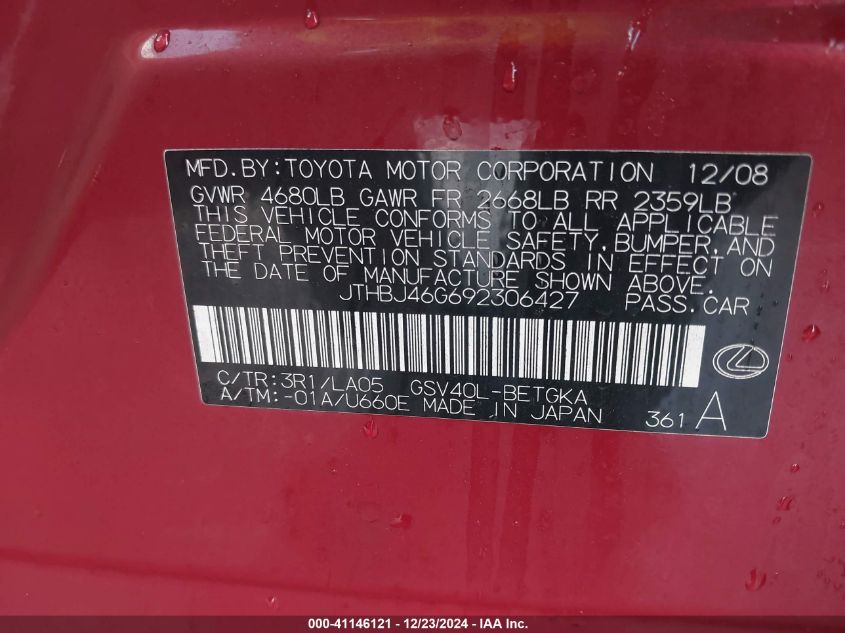 MFD.BY:TOYOTA MOTOR CORPORATION 12/08
GVWR 4680LB GAWR FR 2668LB RR 2359LB
THIS VEHICLE CONFORMS TO ALL APPLICABLE
FEDERAL MOTOR VEHICLE SAFETY,BUMPER,AND
THEFT PREVENTION STANDARDS IN EFFECT ON
THE DATE OF MANUFACTURE SHOWN ABOVE.
JTHBJ46G692306427 PASS.CAR
C/TR:3R1/LA05 GSV40L-BETGKA
A/TM:-01A/U660E MADE IN JAPAN 361 A
000-41146121 - 12/23/2024 - IAA Inc.